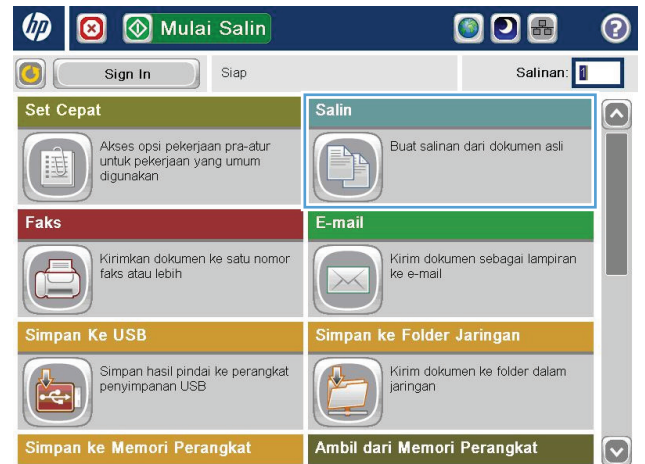 hp
Mulai Salin
?
Sign In
Siap
Salinan: 1
Set Cepat
Akses opsi pekerjaan pra-atur
untuk pekerjaan yang umum
digunakan
Salin
Buat salinan dari dokumen asli
Faks
Kirimkan dokumen ke satu nomor
faks atau lebih
E-mail
Kirim dokumen sebagai lampiran
ke e-mail
Simpan Ke USB
Simpan hasil pindai ke perangkat
penyimpanan USB
Simpan ke Folder Jaringan
Kirim dokumen ke folder dalam
jaringan
Simpan ke Memori Perangkat
Ambil dari Memori Perangkat